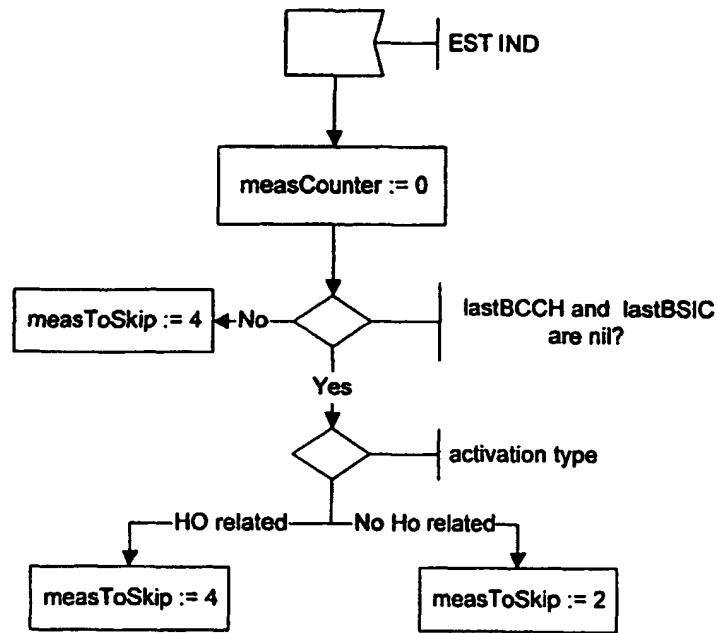 EST IND
measCounter := 0
measToSkip := 4
No
lastBCCH and lastBSIC
are nil?
Yes
activation type
HO related
No Ho related
measToSkip := 4
measToSkip := 2